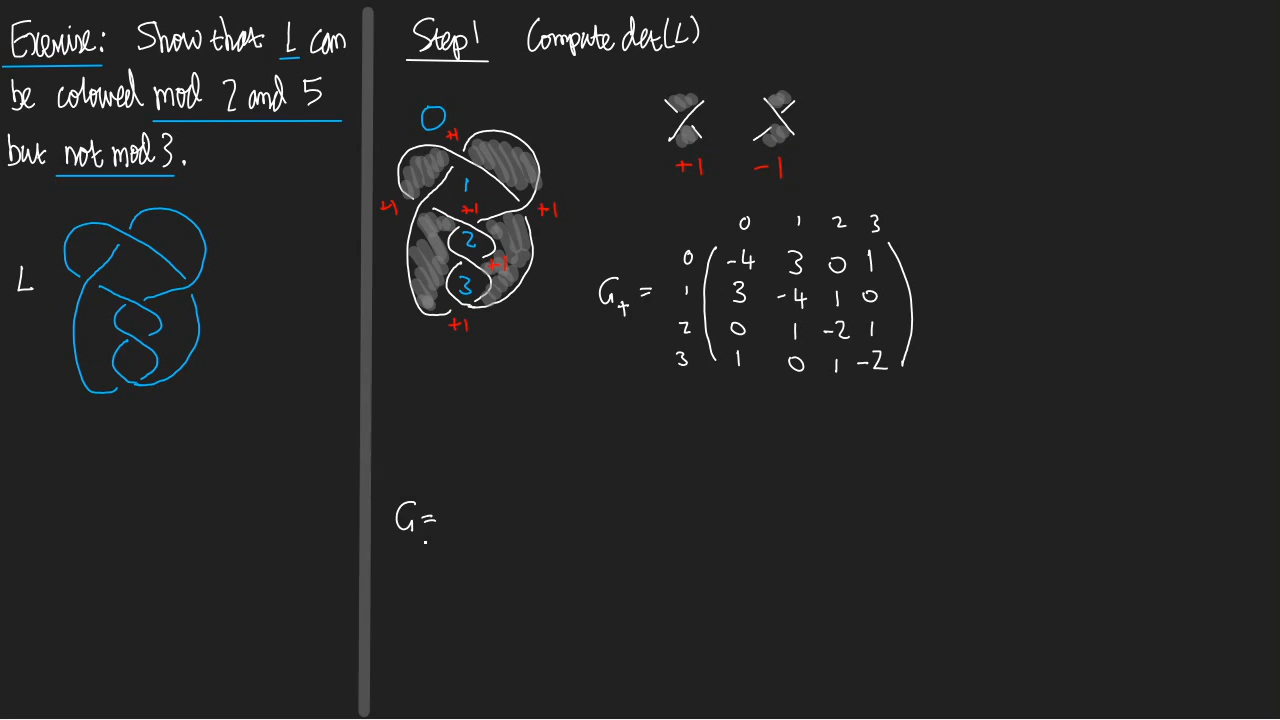 Exercise: Show that L can
be coloured mod 2 and 5
but not mod 3.
L
Step 1 Compute det(L)
0
+1
1
+1 +1 +1
2
+1
3
+1
+1 -1
0 1 2 3
0 -4 3 0 1
G₊ = 1 3 -4 1 0
2 0 1 -2 1
3 1 0 1 -2
G =